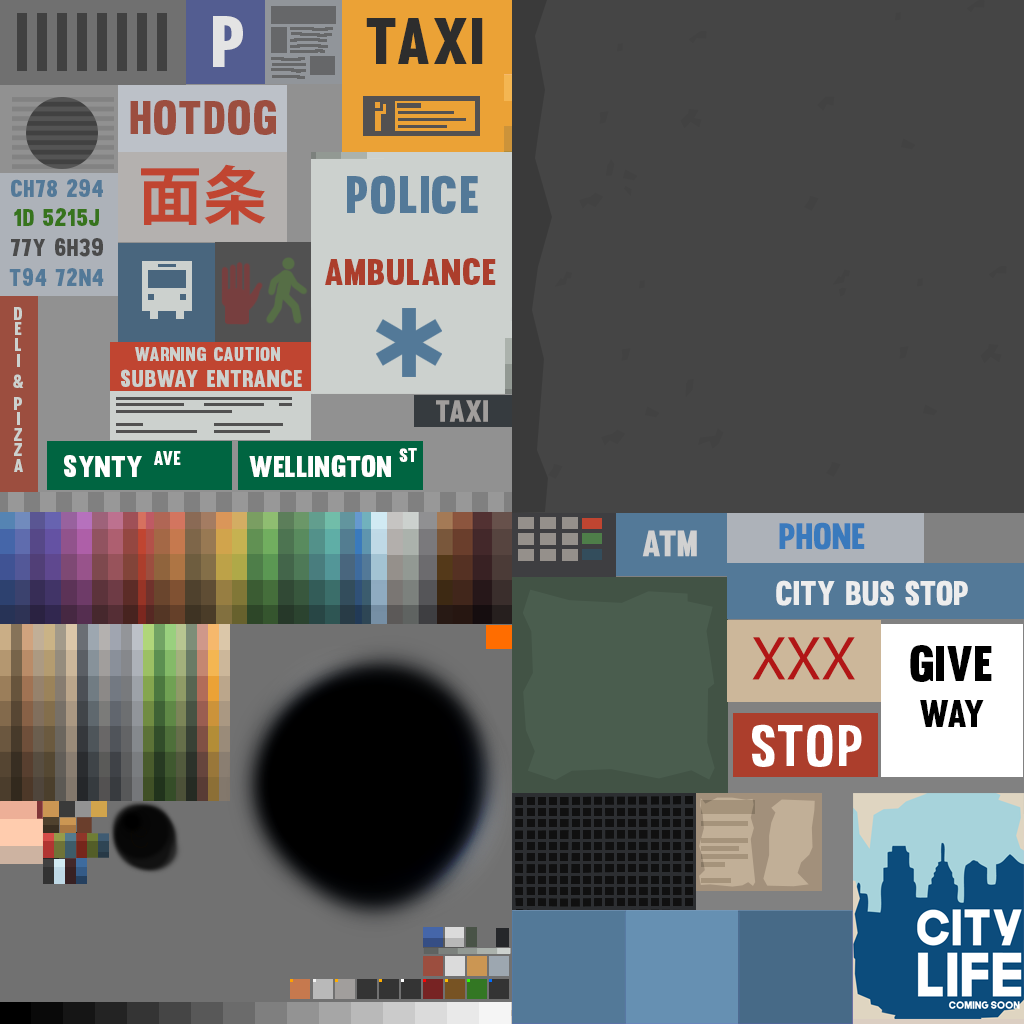 P
TAXI
HOTDOG
面条
CH78 294
1D 5215J
77Y 6H39
T94 72N4
POLICE
AMBULANCE
DELI & PIZZA
WARNING CAUTION
SUBWAY ENTRANCE
TAXI
SYNTY AVE
WELLINGTON ST
ATM
PHONE
CITY BUS STOP
XXX
GIVE
WAY
STOP
CITY
LIFE
COMING SOON